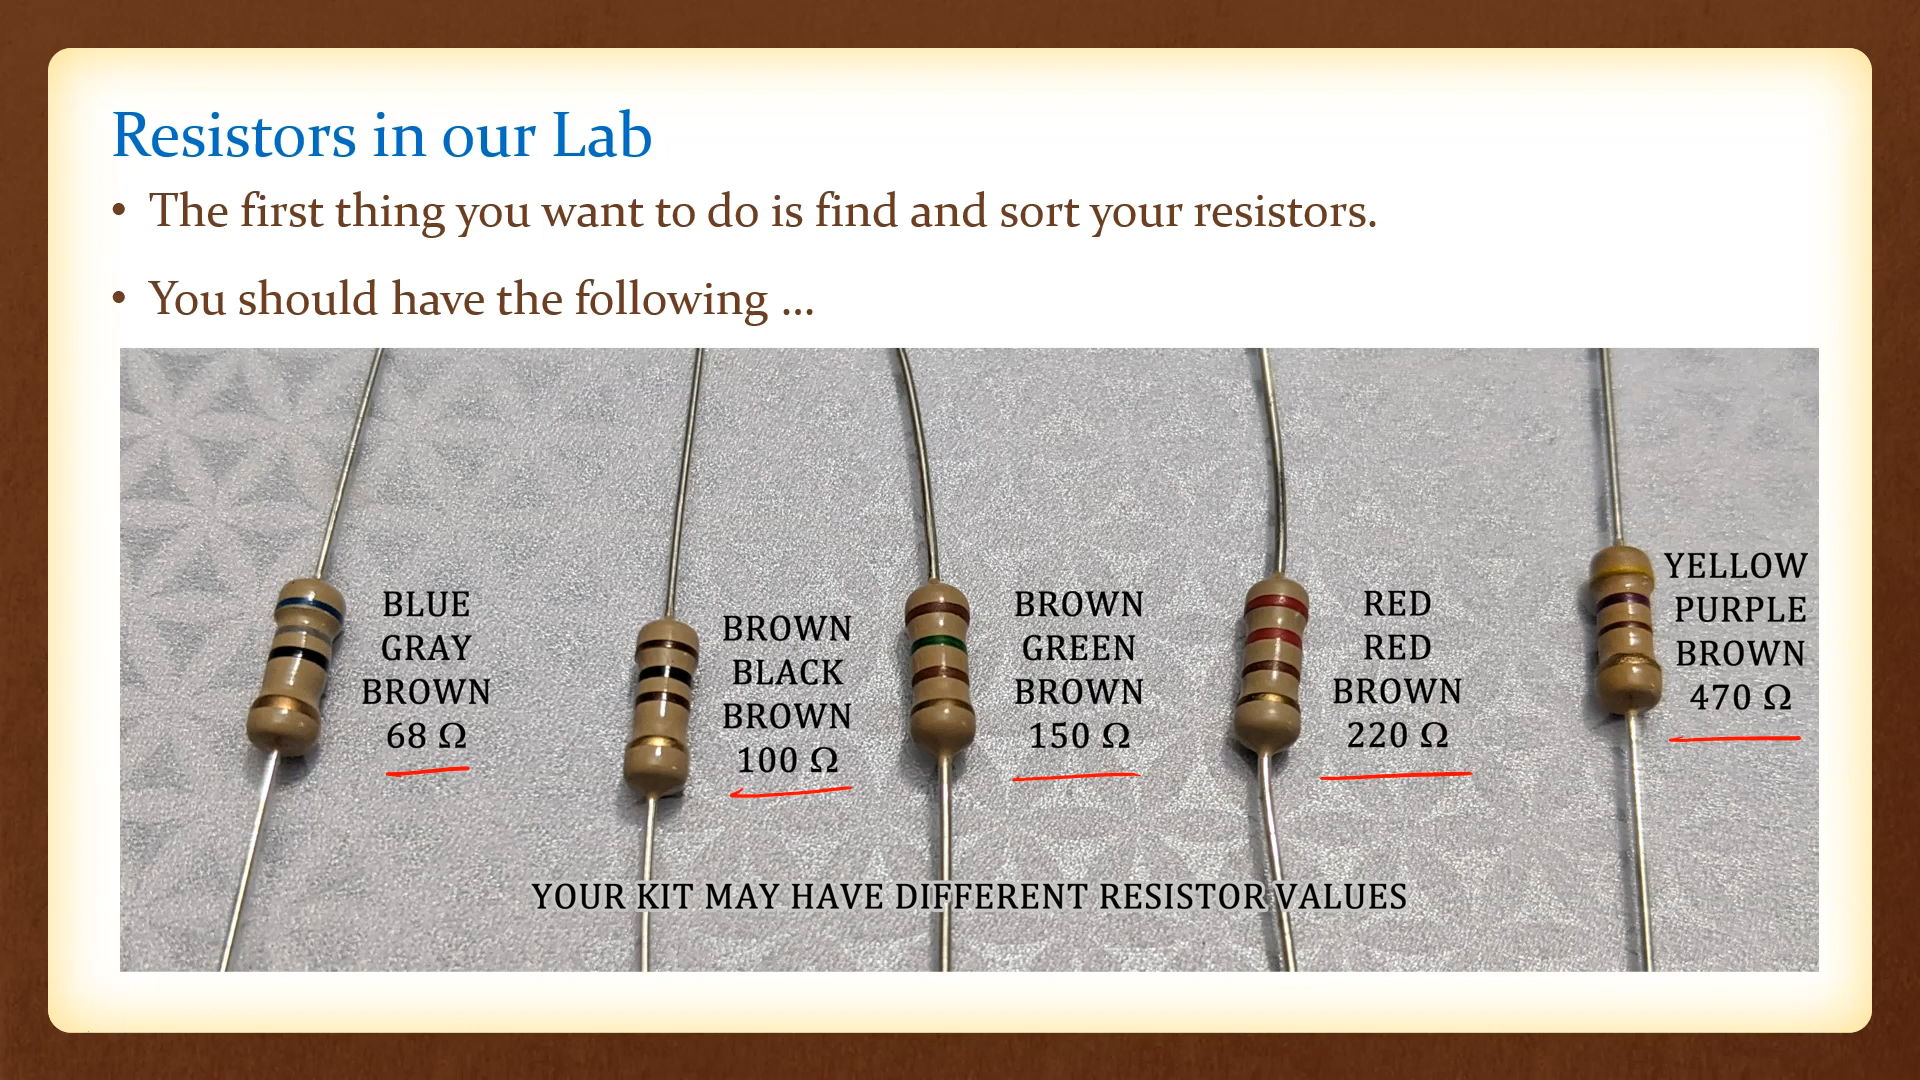 Resistors in our Lab
• The first thing you want to do is find and sort your resistors.
• You should have the following ...
BLUE
GRAY
BROWN
68 Ω
BROWN
BLACK
BROWN
100 Ω
BROWN
GREEN
BROWN
150 Ω
RED
RED
BROWN
220 Ω
YELLOW
PURPLE
BROWN
470 Ω
YOUR KIT MAY HAVE DIFFERENT RESISTOR VALUES